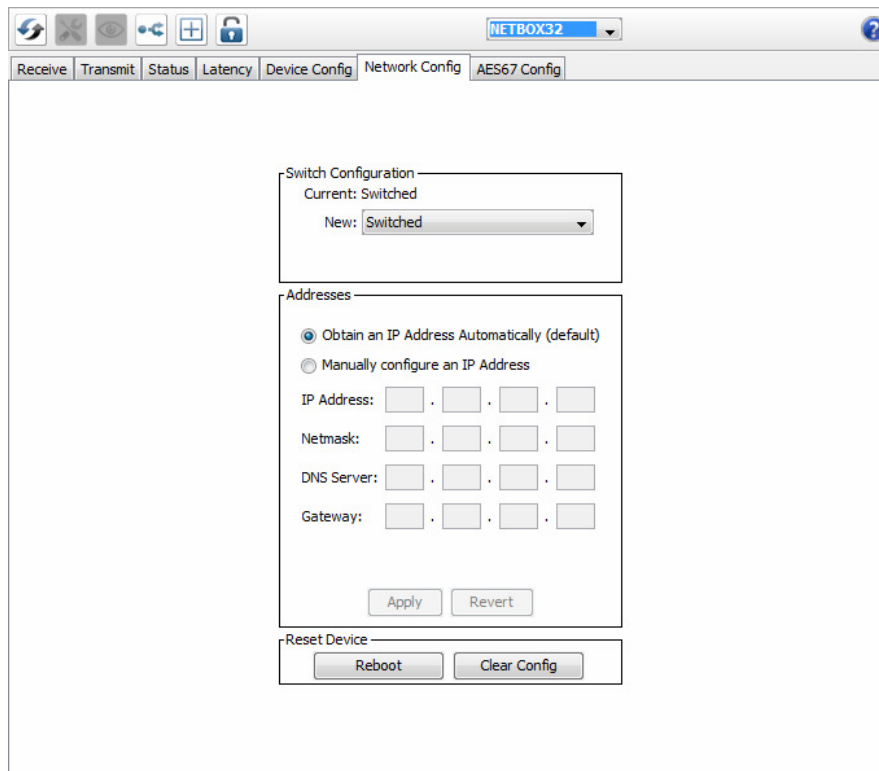 NETBOX32
?
Receive Transmit Status Latency Device Config Network Config AES67 Config
Switch Configuration
Current: Switched
New: Switched
Addresses
Obtain an IP Address Automatically (default)
Manually configure an IP Address
IP Address: . . .
Netmask: . . .
DNS Server: . . .
Gateway: . . .
Apply Revert
Reset Device
Reboot Clear Config